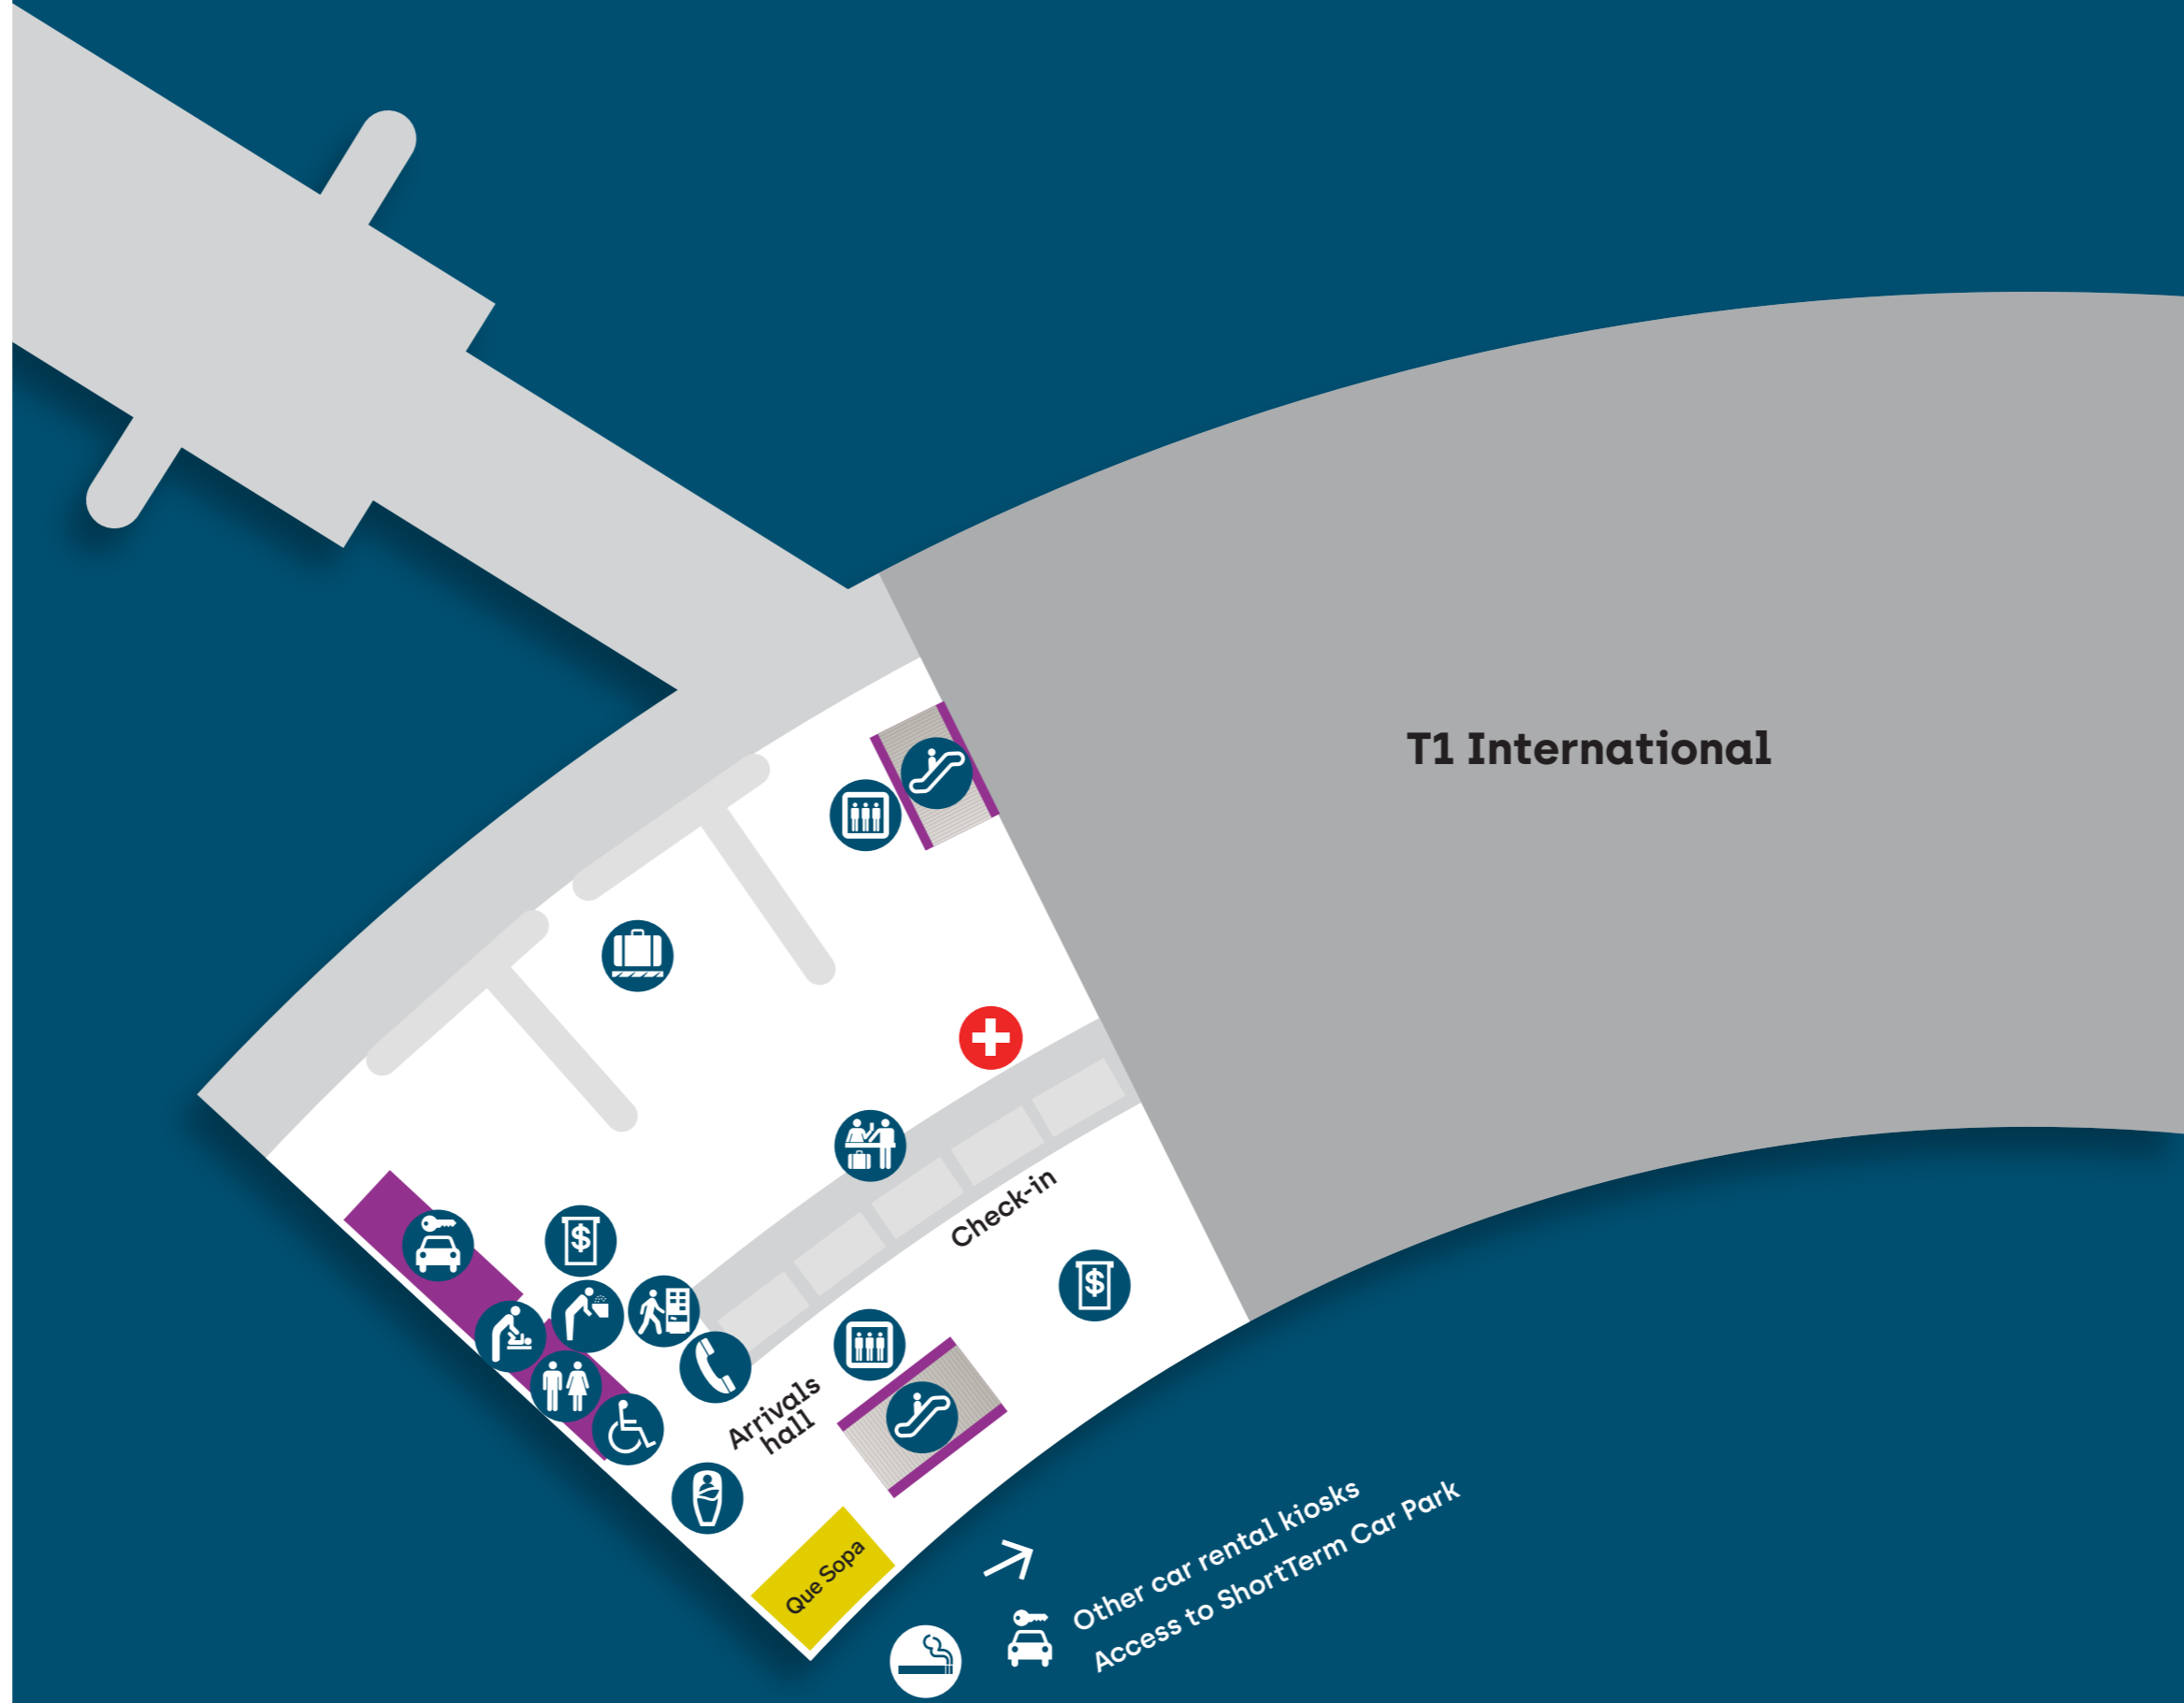 T1 International
Check-in
Arrivals
hall
Que Sopa
Other car rental kiosks
Access to ShortTerm Car Park
$
$